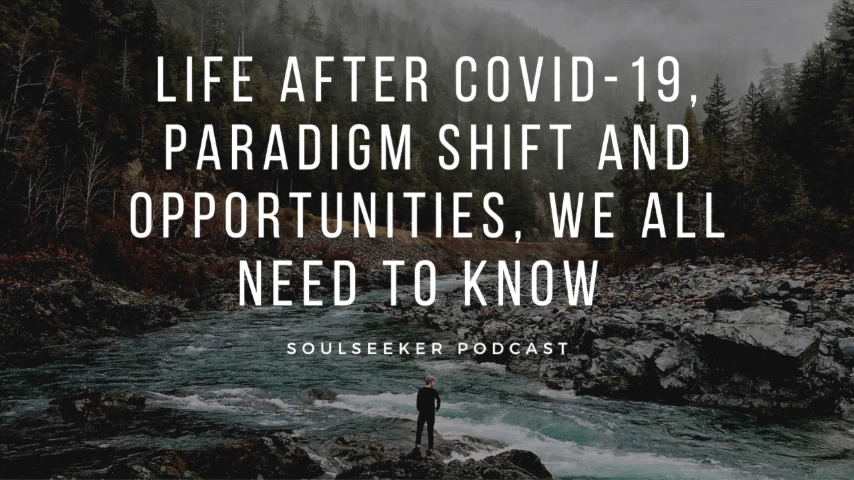 LIFE AFTER COVID-19,
PARADIGM SHIFT AND
OPPORTUNITIES, WE ALL
NEED TO KNOW
SOULSEEKER PODCAST